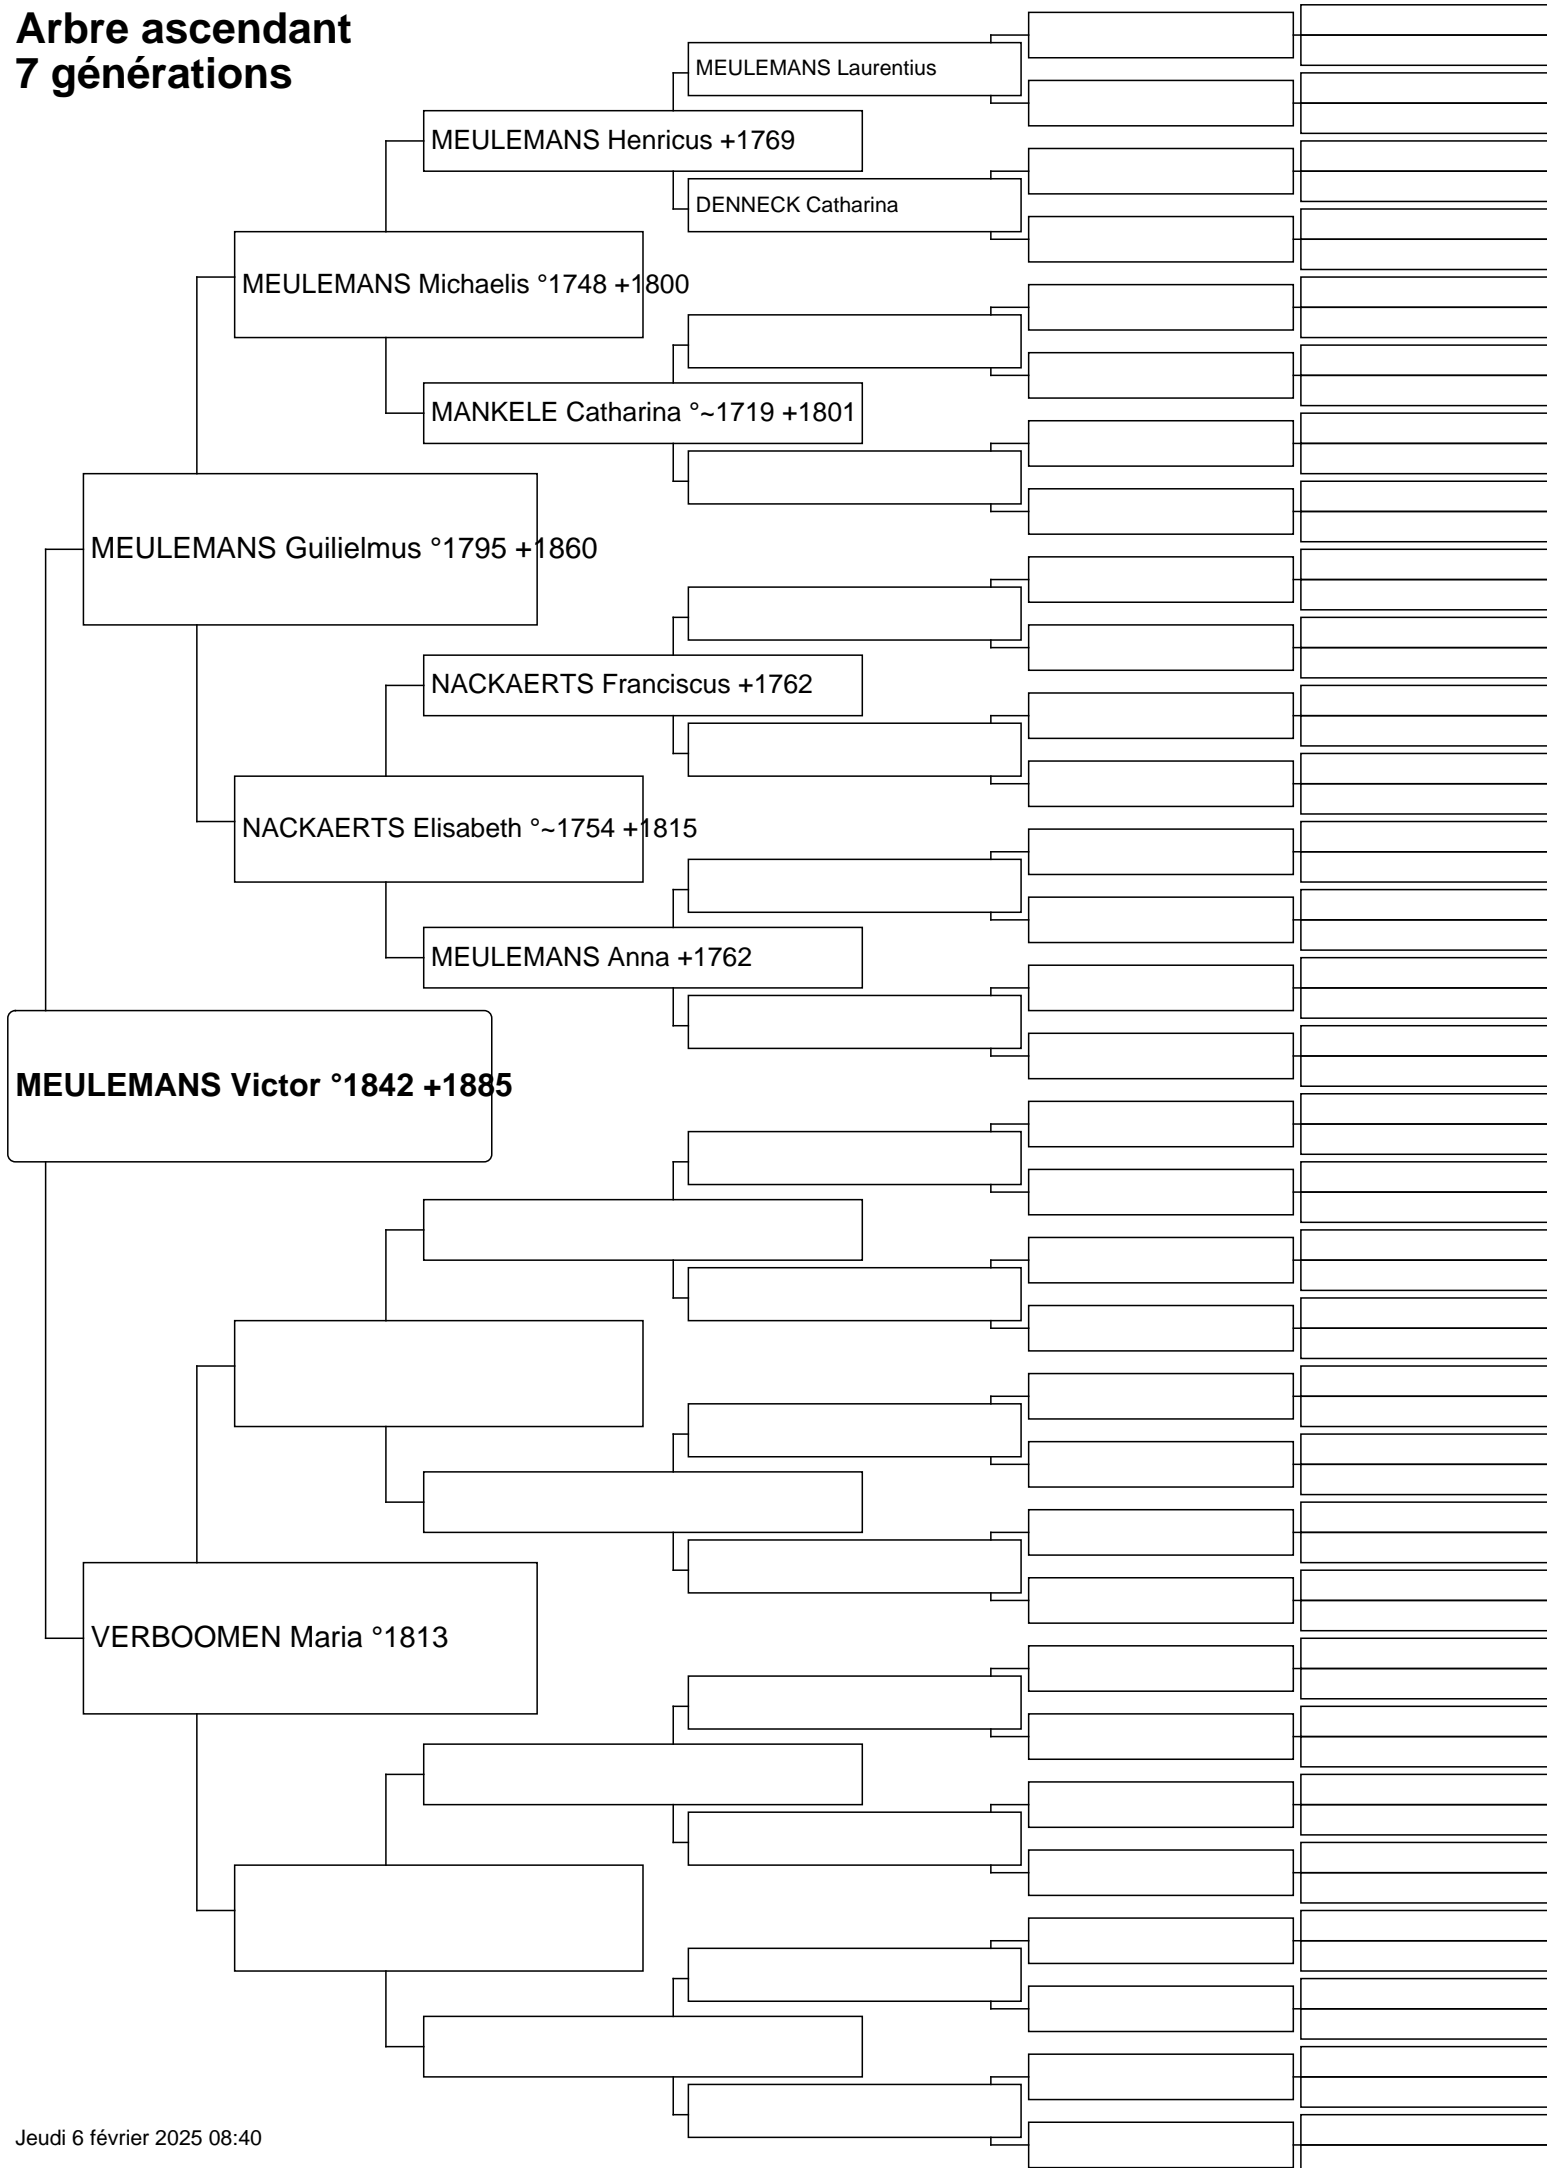 Arbre ascendant
7 générations
MEULEMANS Laurentius
MEULEMANS Henricus +1769
DENNECK Catharina
MEULEMANS Michaelis °1748 +1800
MANKELE Catharina °~1719 +1801
MEULEMANS Guilielmus °1795 +1860
NACKAERTS Franciscus +1762
NACKAERTS Elisabeth °~1754 +1815
MEULEMANS Anna +1762
MEULEMANS Victor °1842 +1885
VERBOOMEN Maria °1813
Jeudi 6 février 2025 08:40